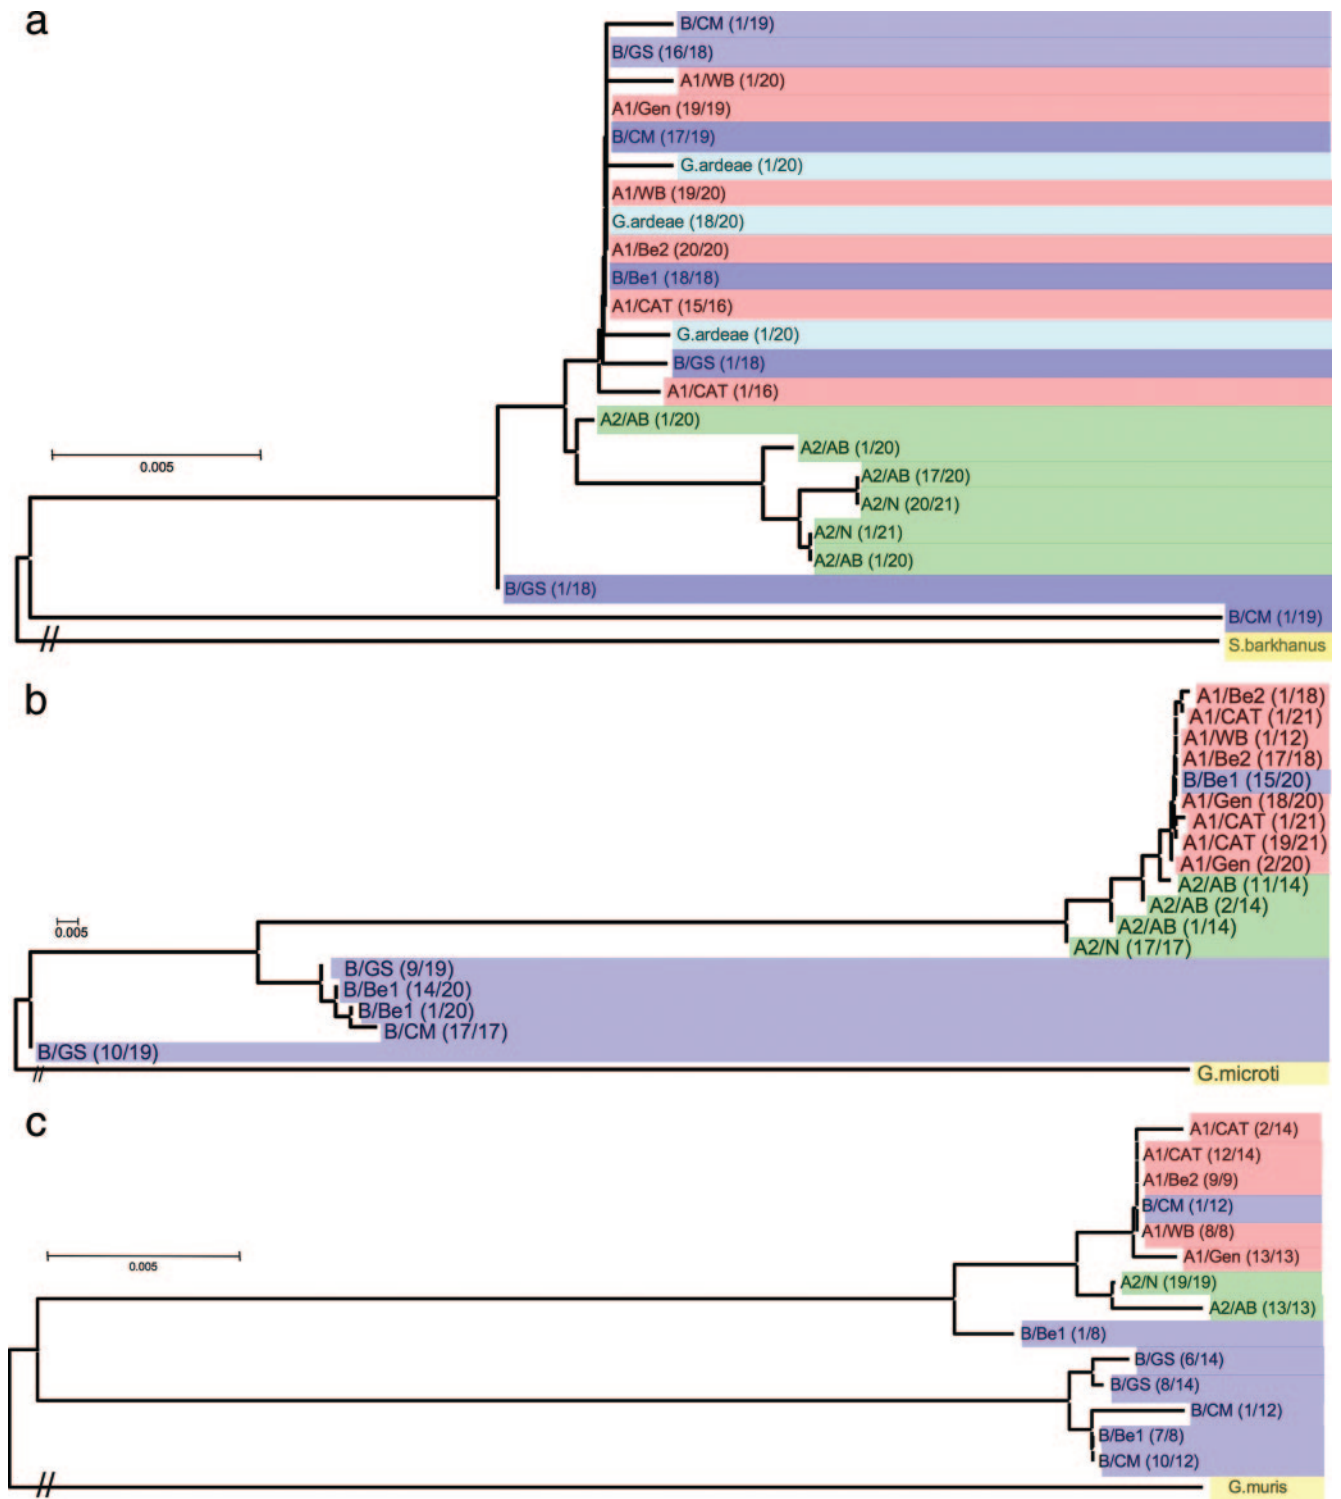 a
B/CM (1/19)
B/GS (16/18)
A1/WB (1/20)
A1/Gen (19/19)
B/CM (17/19)
G.ardeae (1/20)
A1/WB (19/20)
G.ardeae (18/20)
A1/Be2 (20/20)
B/Be1 (18/18)
A1/CAT (15/16)
G.ardeae (1/20)
B/GS (1/18)
A1/CAT (1/16)
A2/AB (1/20)
A2/AB (1/20)
0.005
A2/AB (17/20)
A2/N (20/21)
A2/N (1/21)
A2/AB (1/20)
B/GS (1/18)
B/CM (1/19)
//
S.barkhanus
b
A1/Be2 (1/18)
A1/CAT (1/21)
A1/WB (1/12)
A1/Be2 (17/18)
B/Be1 (15/20)
A1/Gen (18/20)
A1/CAT (1/21)
A1/CAT (19/21)
A1/Gen (2/20)
A2/AB (11/14)
A2/AB (2/14)
A2/AB (1/14)
0.005
A2/N (17/17)
B/GS (9/19)
B/Be1 (14/20)
B/Be1 (1/20)
B/CM (17/17)
B/GS (10/19)
//
G.microti
c
A1/CAT (2/14)
A1/CAT (12/14)
A1/Be2 (9/9)
B/CM (1/12)
A1/WB (8/8)
A1/Gen (13/13)
0.005
A2/N (19/19)
A2/AB (13/13)
B/Be1 (1/8)
B/GS (6/14)
B/GS (8/14)
B/CM (1/12)
B/Be1 (7/8)
B/CM (10/12)
//
G.muris